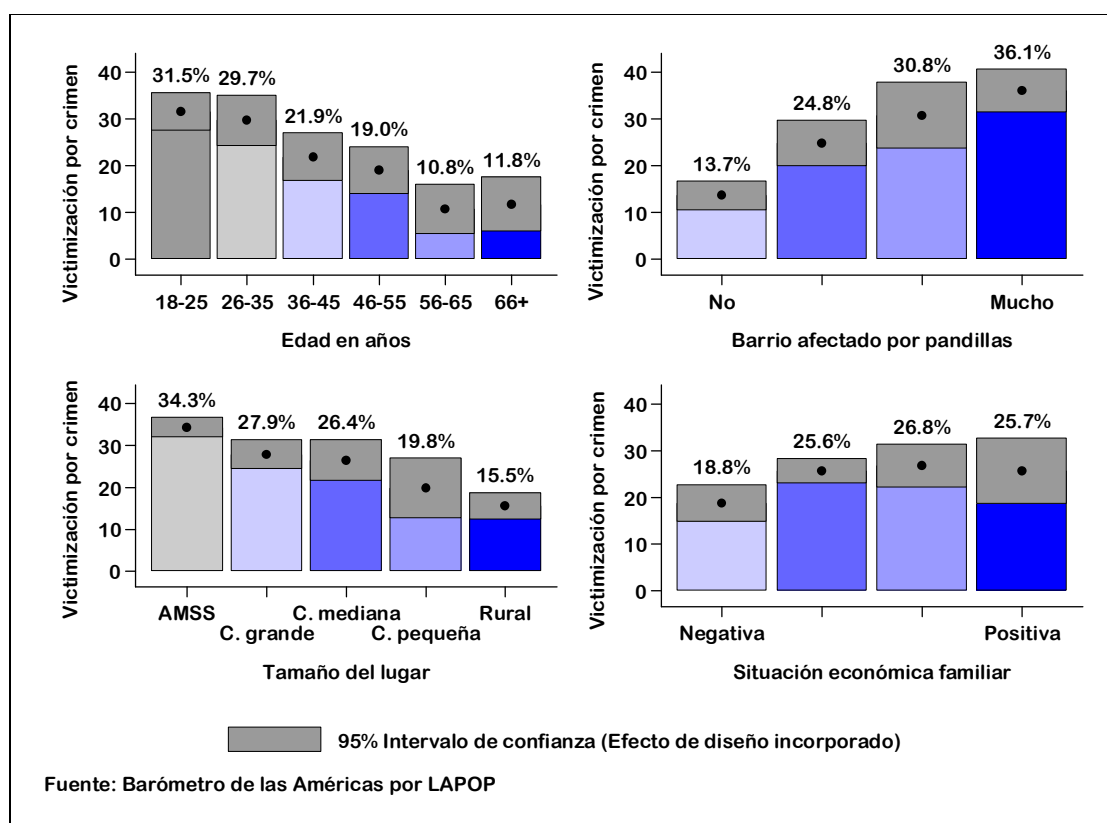 Victimización por crimen
40
30
20
10
0
31.5%
29.7%
21.9%
19.0%
10.8%
11.8%
18-25
26-35
36-45
46-55
56-65
66+
Edad en años
Victimización por crimen
40
30
20
10
0
13.7%
24.8%
30.8%
36.1%
No
Mucho
Barrio afectado por pandillas
Victimización por crimen
40
30
20
10
0
34.3%
27.9%
26.4%
19.8%
15.5%
AMSS
C. grande
C. mediana
C. pequeña
Rural
Tamaño del lugar
Victimización por crimen
40
30
20
10
0
18.8%
25.6%
26.8%
25.7%
Negativa
Positiva
Situación económica familiar
95% Intervalo de confianza (Efecto de diseño incorporado)
Fuente: Barómetro de las Américas por LAPOP